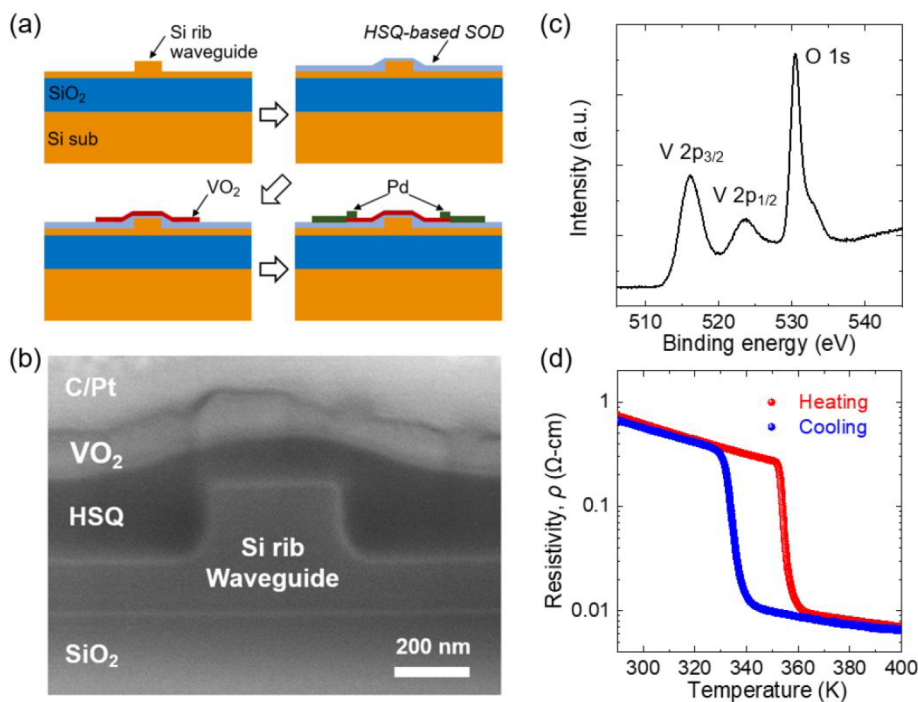 (a)
Si rib
waveguide
HSQ-based SOD
SiO₂
Si sub
VO₂
Pd
(b)
C/Pt
VO₂
HSQ
Si rib
Waveguide
SiO₂
200 nm
(c)
O 1s
V 2p₃/₂
V 2p₁/₂
Intensity (a.u.)
510 520 530 540
Binding energy (eV)
(d)
Heating
Cooling
Resistivity, ρ (Ω-cm)
1
0.1
0.01
300 320 340 360 380 400
Temperature (K)